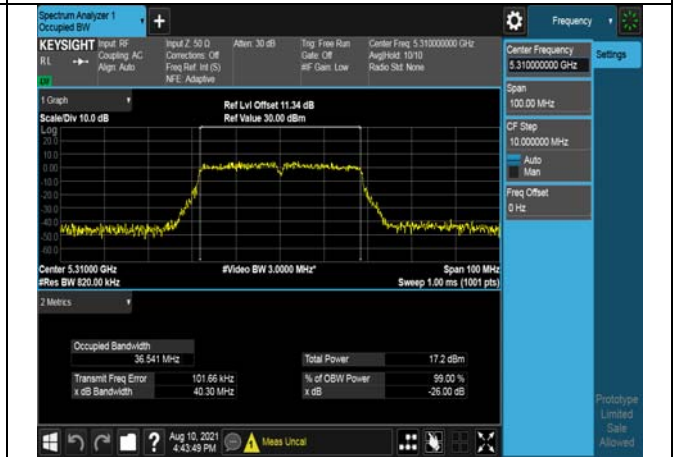 Spectrum Analyzer 1
Occupied BW
Frequency
KEYSIGHT
Input: RF
Coupling: AC
Align: Auto
Input Z: 50 Ω
Corrections: Off
Freq Ref: Int (S)
NFE: Adaptive
Atten: 30 dB
Trig: Free Run
Gate: Off
#IF Gain: Low
Center Freq: 5.310000000 GHz
Avg|Hold: 10/10
Radio Std: None
Center Frequency
5.310000000 GHz
Settings
Span
100.00 MHz
CF Step
10.000000 MHz
Auto
Man
Freq Offset
0 Hz
1 Graph
Scale/Div 10.0 dB
Ref Lvl Offset 11.34 dB
Ref Value 30.00 dBm
Log
20.0
10.0
0.00
-10.0
-20.0
-30.0
-40.0
-50.0
-60.0
Center 5.31000 GHz
#Res BW 820.00 kHz
#Video BW 3.0000 MHz*
Span 100 MHz
Sweep 1.00 ms (1001 pts)
2 Metrics
Occupied Bandwidth
36.541 MHz
Total Power 17.2 dBm
Transmit Freq Error 101.66 kHz
% of OBW Power 99.00 %
x dB Bandwidth 40.30 MHz
x dB -26.00 dB
Prototype
Limited
Sale
Allowed
Aug 10, 2021
4:43:49 PM
Meas Uncal